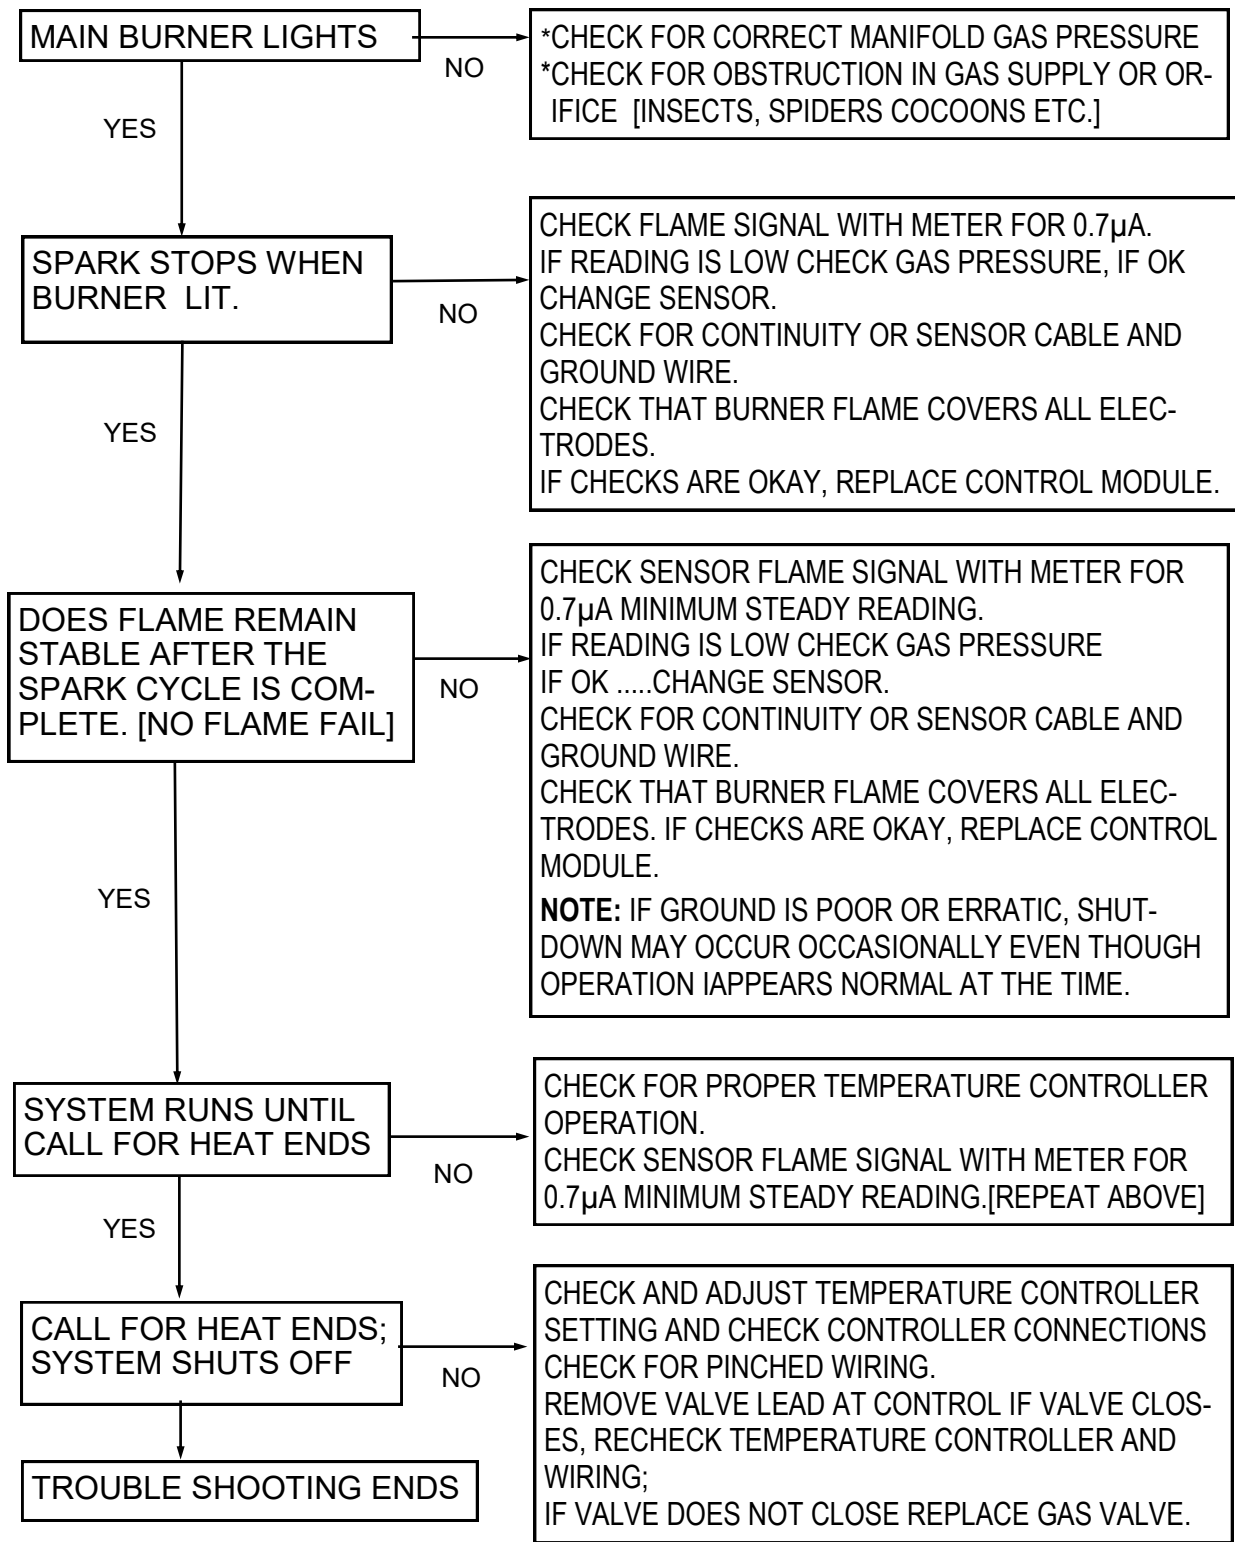 MAIN BURNER LIGHTS
NO
*CHECK FOR CORRECT MANIFOLD GAS PRESSURE
*CHECK FOR OBSTRUCTION IN GAS SUPPLY OR OR-
IFICE [INSECTS, SPIDERS COCOONS ETC.]
YES
SPARK STOPS WHEN
BURNER LIT.
NO
CHECK FLAME SIGNAL WITH METER FOR 0.7µA.
IF READING IS LOW CHECK GAS PRESSURE, IF OK
CHANGE SENSOR.
CHECK FOR CONTINUITY OR SENSOR CABLE AND
GROUND WIRE.
CHECK THAT BURNER FLAME COVERS ALL ELEC-
TRODES.
IF CHECKS ARE OKAY, REPLACE CONTROL MODULE.
YES
DOES FLAME REMAIN
STABLE AFTER THE
SPARK CYCLE IS COM-
PLETE. [NO FLAME FAIL]
NO
CHECK SENSOR FLAME SIGNAL WITH METER FOR
0.7µA MINIMUM STEADY READING.
IF READING IS LOW CHECK GAS PRESSURE
IF OK .....CHANGE SENSOR.
CHECK FOR CONTINUITY OR SENSOR CABLE AND
GROUND WIRE.
CHECK THAT BURNER FLAME COVERS ALL ELEC-
TRODES. IF CHECKS ARE OKAY, REPLACE CONTROL
MODULE.
NOTE: IF GROUND IS POOR OR ERRATIC, SHUT-
DOWN MAY OCCUR OCCASIONALLY EVEN THOUGH
OPERATION IAPPEARS NORMAL AT THE TIME.
YES
SYSTEM RUNS UNTIL
CALL FOR HEAT ENDS
NO
CHECK FOR PROPER TEMPERATURE CONTROLLER
OPERATION.
CHECK SENSOR FLAME SIGNAL WITH METER FOR
0.7µA MINIMUM STEADY READING.[REPEAT ABOVE]
YES
CALL FOR HEAT ENDS;
SYSTEM SHUTS OFF
NO
CHECK AND ADJUST TEMPERATURE CONTROLLER
SETTING AND CHECK CONTROLLER CONNECTIONS
CHECK FOR PINCHED WIRING.
REMOVE VALVE LEAD AT CONTROL IF VALVE CLOS-
ES, RECHECK TEMPERATURE CONTROLLER AND
WIRING;
IF VALVE DOES NOT CLOSE REPLACE GAS VALVE.
TROUBLE SHOOTING ENDS